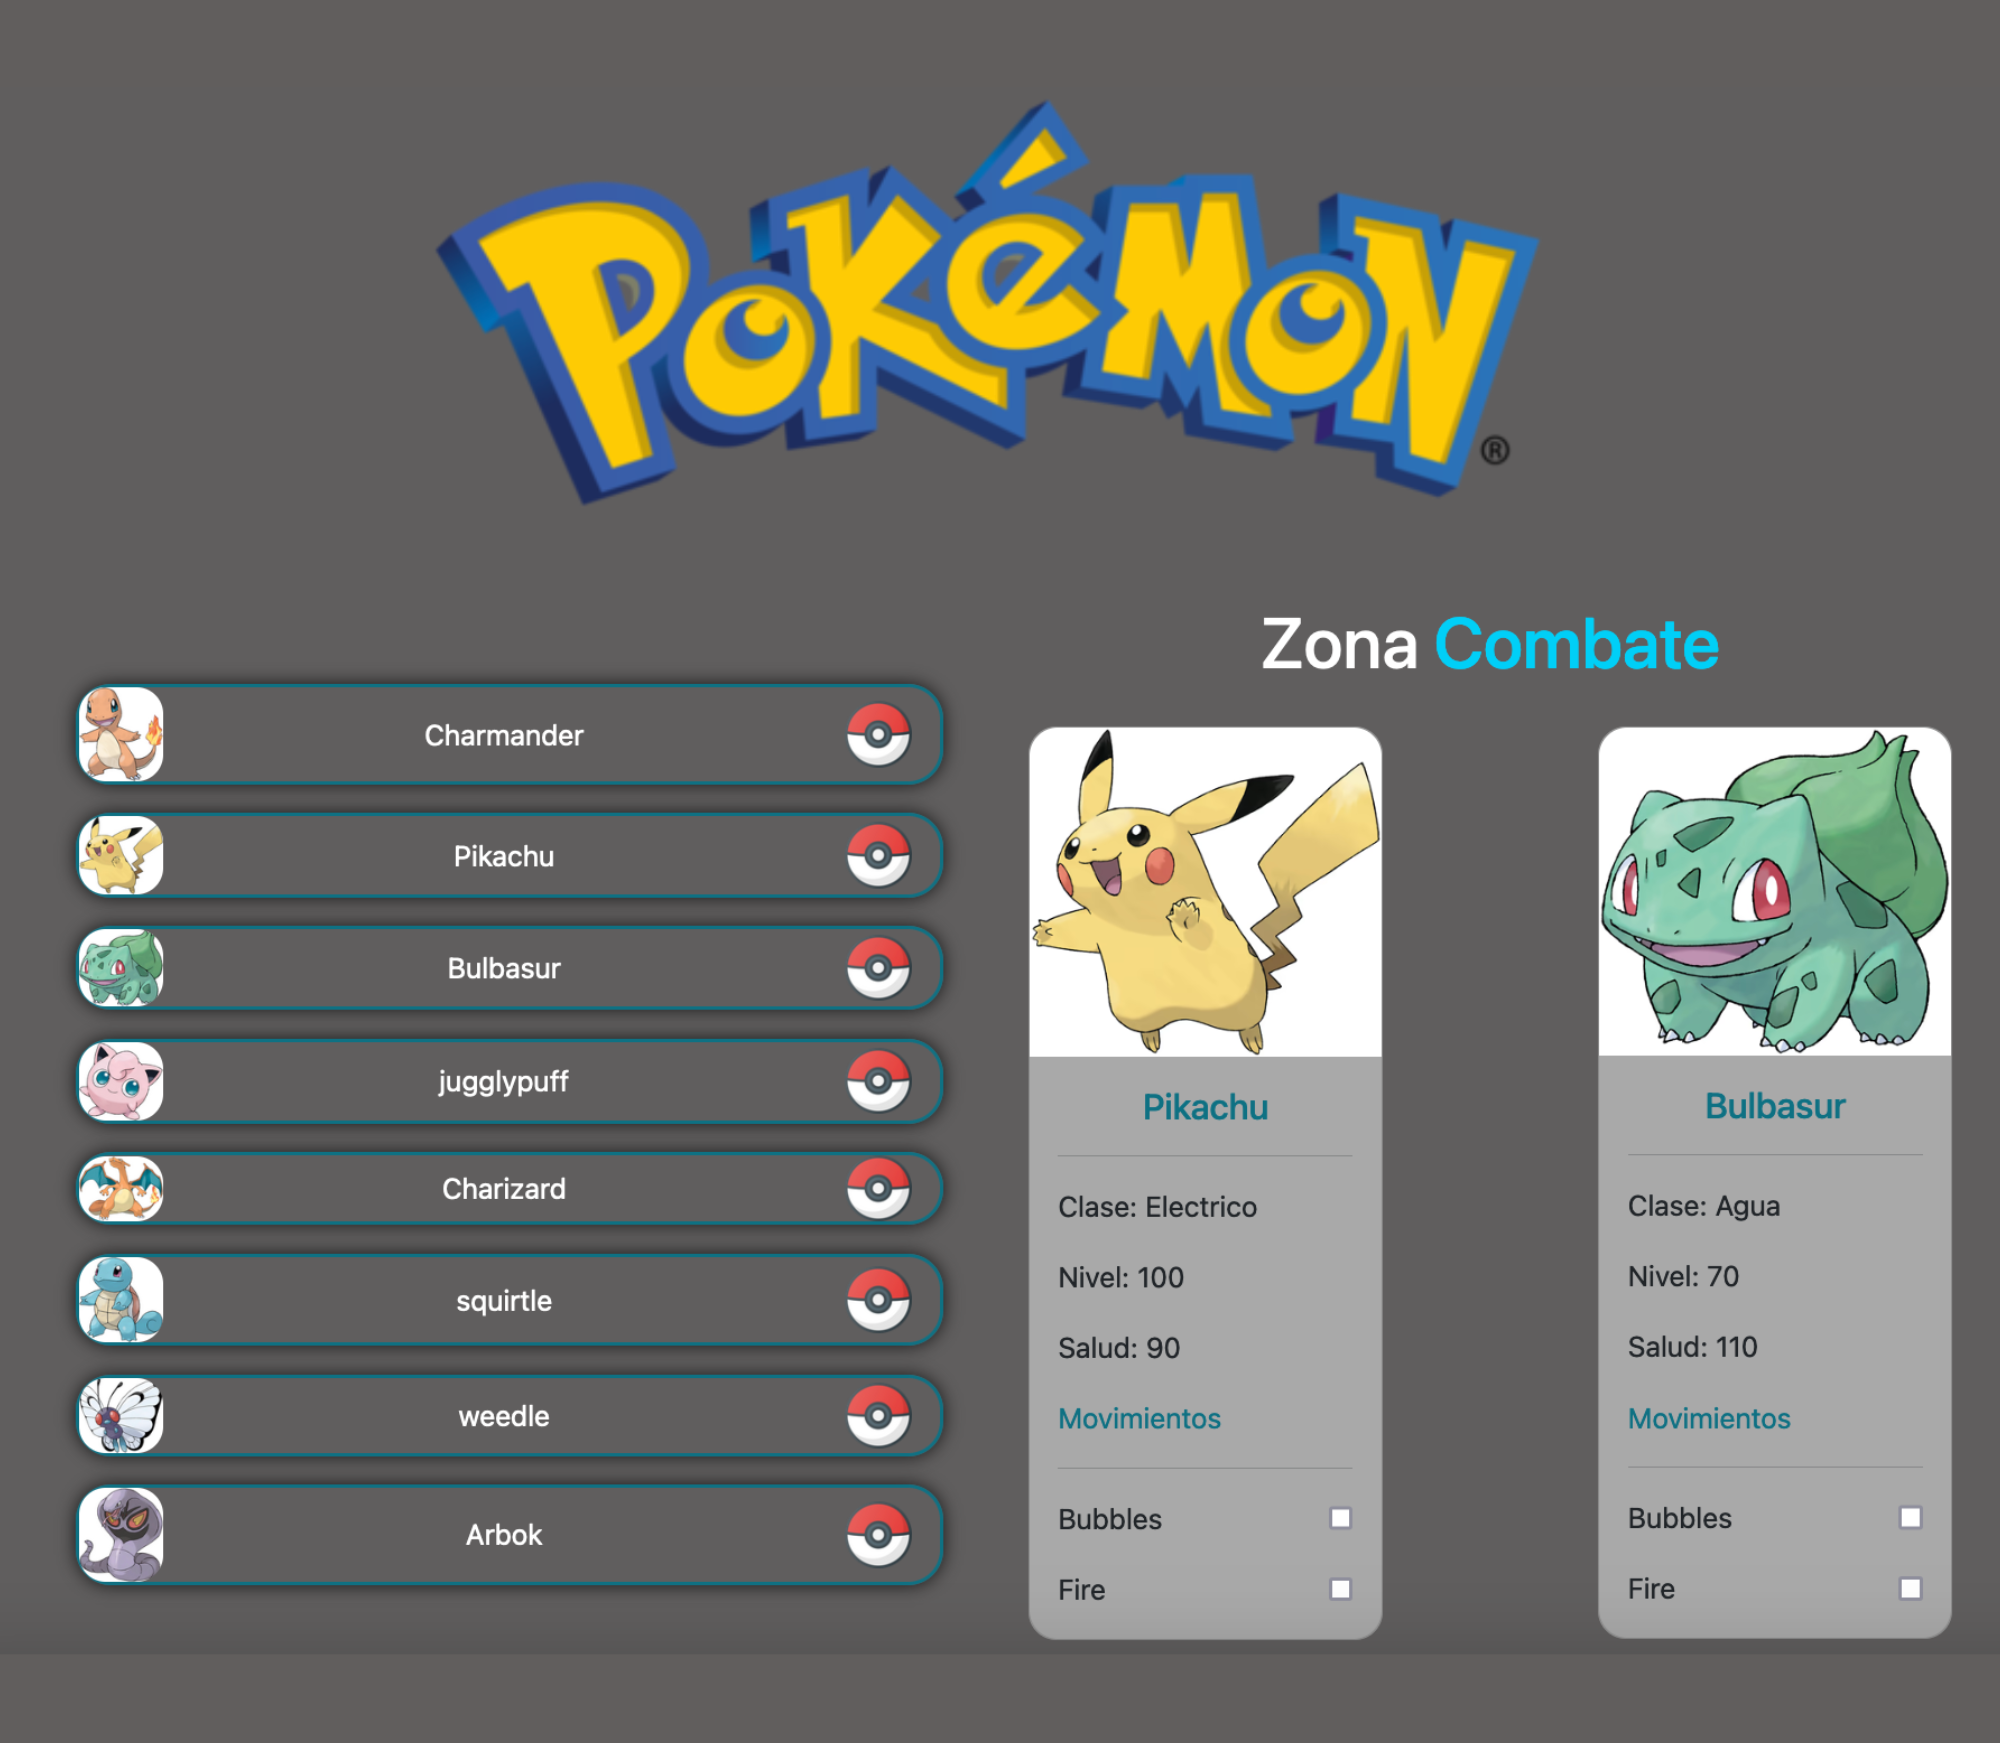 POKéMON®
Zona Combate
Charmander
Pikachu
Bulbasur
jugglypuff
Charizard
squirtle
weedle
Arbok
Pikachu
Clase: Electrico
Nivel: 100
Salud: 90
Movimientos
Bubbles
Fire
Bulbasur
Clase: Agua
Nivel: 70
Salud: 110
Movimientos
Bubbles
Fire